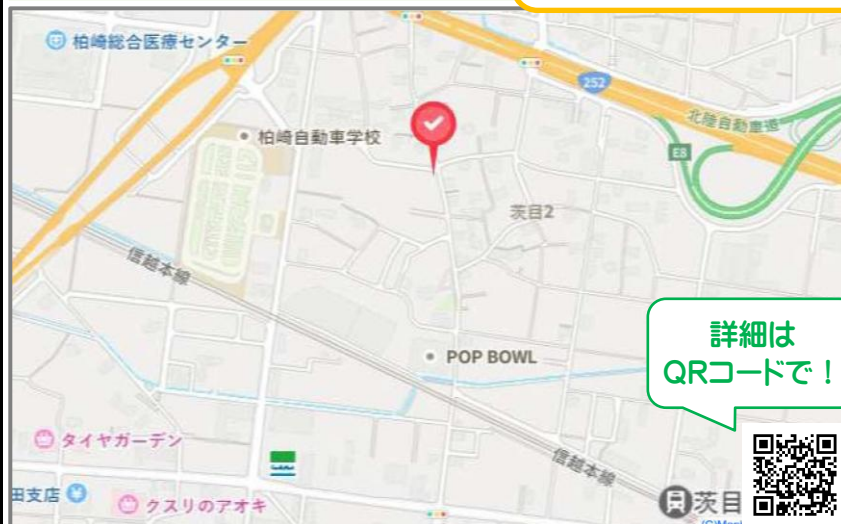 柏崎総合医療センター
252
北陸自動車道
柏崎自動車学校
E8
茨目2
信越本線
POP BOWL
詳細は
QRコードで！
タイヤガーデン
FamilyMart
信越本線
田支店
クスリのアオキ
茨目